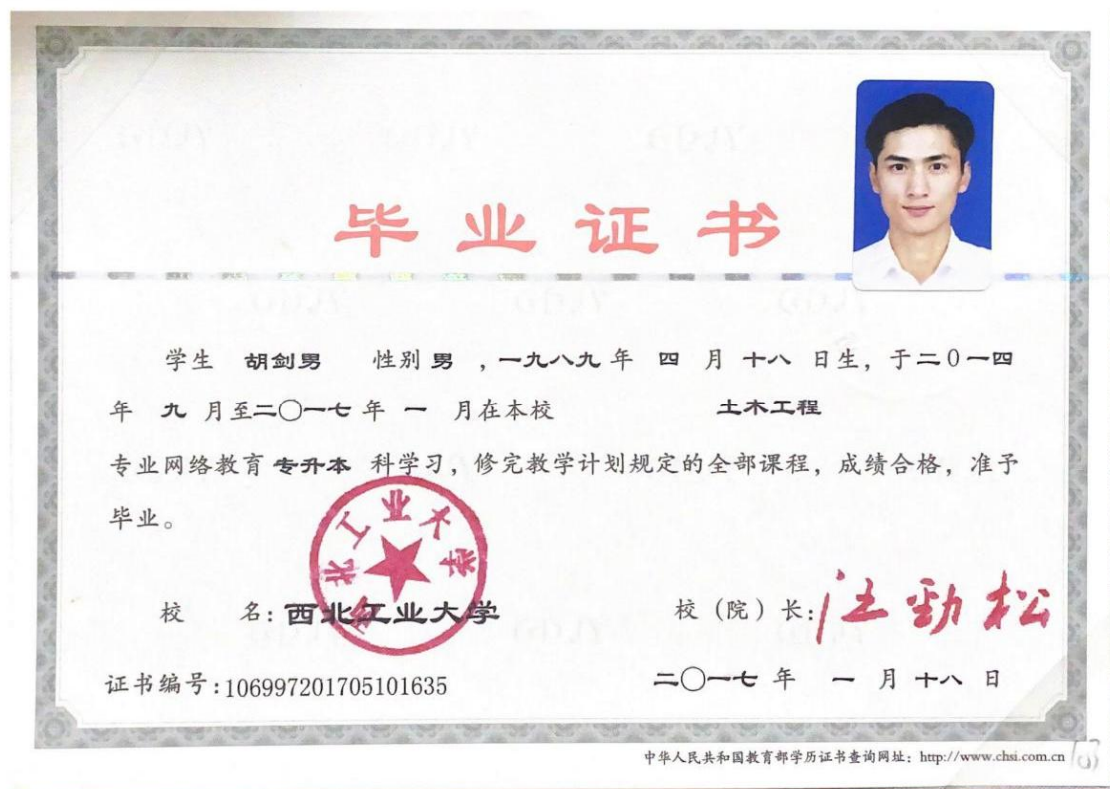 毕业证书
学生 胡剑男 性别 男 ，一九八九 年 四 月 十八 日生，于二0一四
年 九 月至二〇一七 年 一 月在本校 土木工程
专业网络教育 专升本 科学习，修完教学计划规定的全部课程，成绩合格，准予
毕业。
西北工业大学
校 名：西北工业大学 校（院）长：汪劲松
证书编号：106997201705101635 二〇一七 年 一 月 十八 日
中华人民共和国教育部学历证书查询网址：http://www.chsi.com.cn